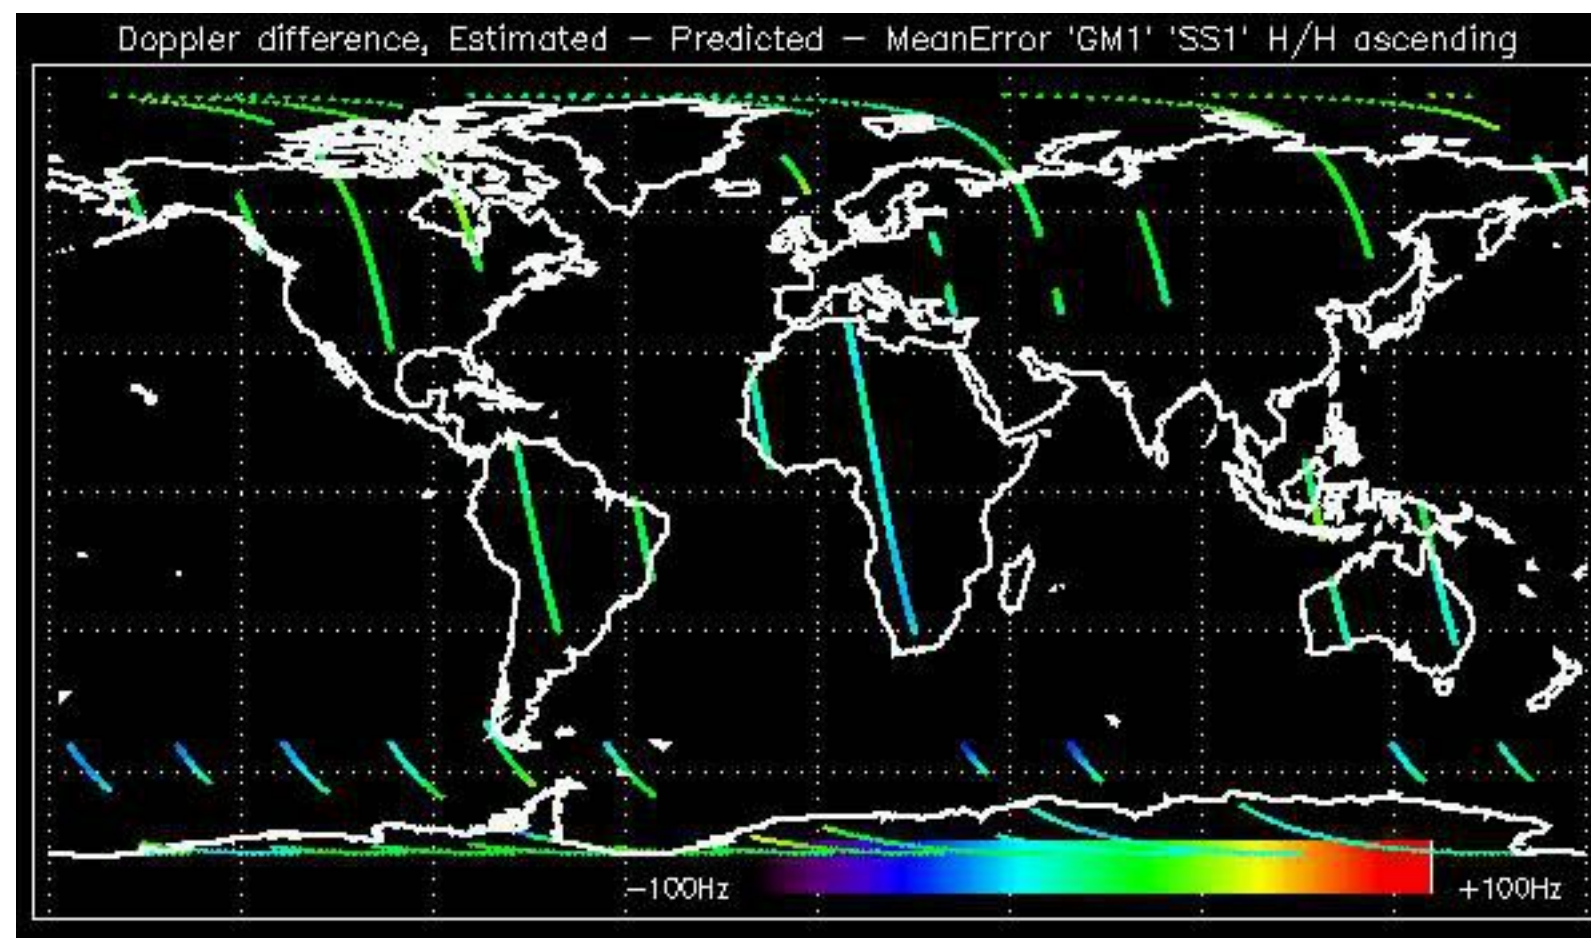 Doppler difference, Estimated – Predicted – MeanError 'GM1' 'SS1' H/H ascending
-100Hz
+100Hz